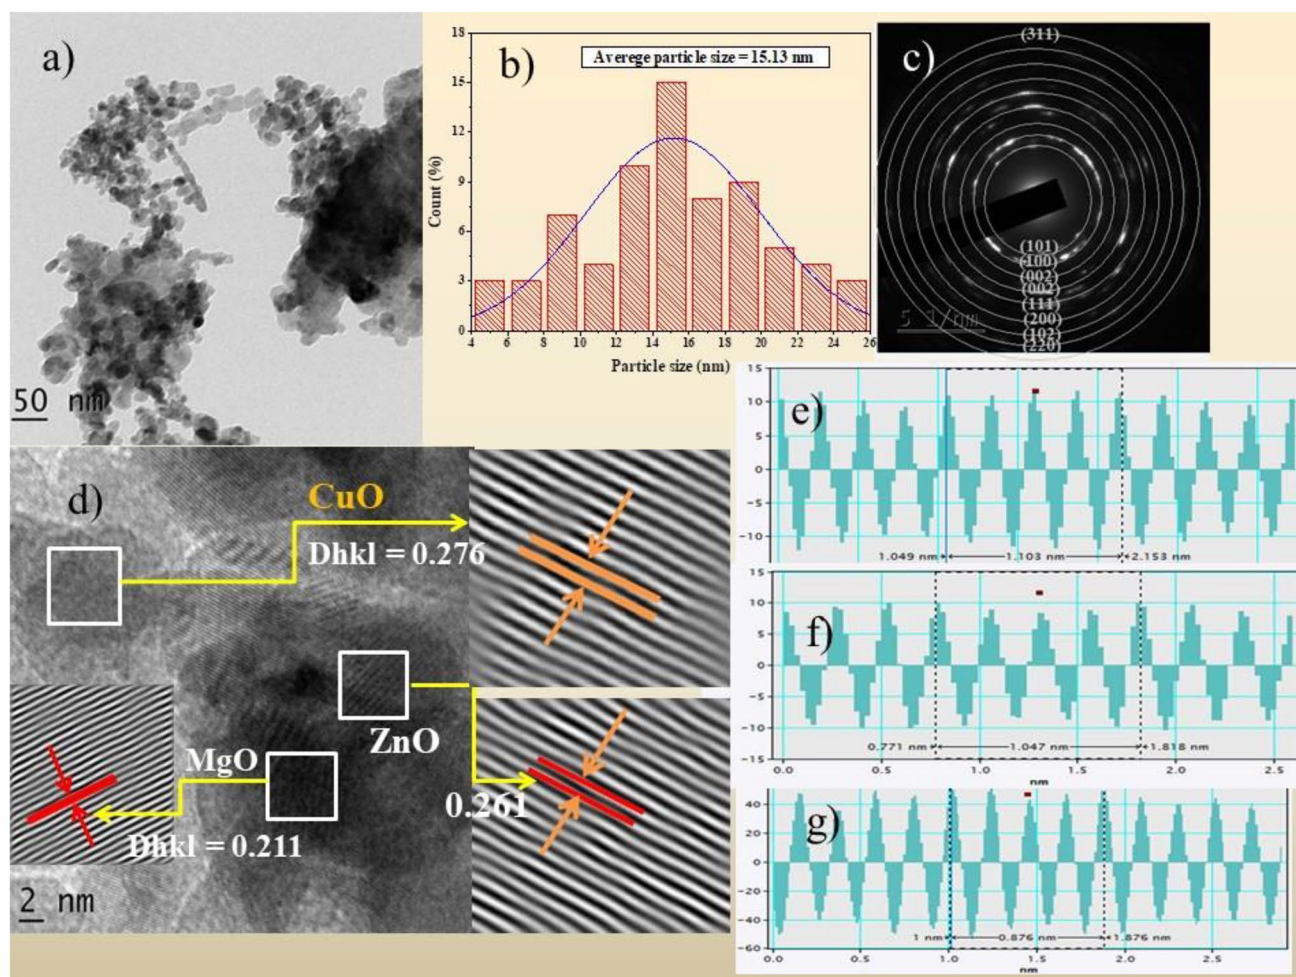 a)
50 nm
b)
Averege particle size = 15.13 nm
Count (%)
18
15
12
9
6
3
0
4 6 8 10 12 14 16 18 20 22 24 26
Particle size (nm)
c)
(311)
(101)
(100)
(002)
(002)
(111)
(200)
(102)
(220)
5 1/nm
d)
CuO
Dhkl = 0.276
ZnO
0.261
MgO
Dhkl = 0.211
2 nm
e)
15
10
5
0
-5
-10
1.049 nm 1.103 nm 2.153 nm
f)
15
10
5
0
-5
-10
-15
0.771 nm 1.047 nm 1.818 nm
0.0 0.5 1.0 1.5 2.0 2.5
nm
g)
40
20
0
-20
-40
-60
1 nm 0.876 nm 1.876 nm
0.0 0.5 1.0 1.5 2.0 2.5
nm